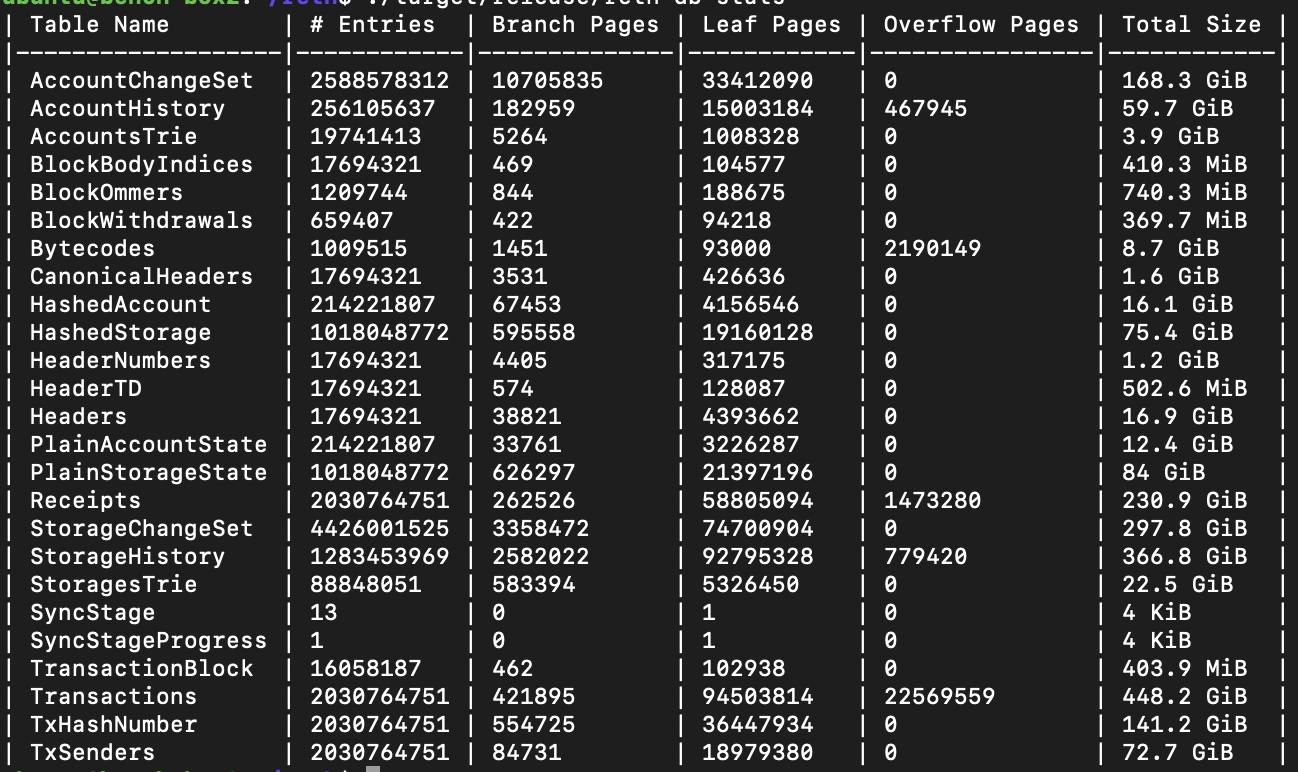 ubuntu@bench-box2:~/reth$ ./target/release/reth db stats
| Table Name | # Entries | Branch Pages | Leaf Pages | Overflow Pages | Total Size |
|--------------------|------------|--------------|------------|----------------|------------|
| AccountChangeSet | 2588578312 | 10705835 | 33412090 | 0 | 168.3 GiB |
| AccountHistory | 256105637 | 182959 | 15003184 | 467945 | 59.7 GiB |
| AccountsTrie | 19741413 | 5264 | 1008328 | 0 | 3.9 GiB |
| BlockBodyIndices | 17694321 | 469 | 104577 | 0 | 410.3 MiB |
| BlockOmmers | 1209744 | 844 | 188675 | 0 | 740.3 MiB |
| BlockWithdrawals | 659407 | 422 | 94218 | 0 | 369.7 MiB |
| Bytecodes | 1009515 | 1451 | 93000 | 2190149 | 8.7 GiB |
| CanonicalHeaders | 17694321 | 3531 | 426636 | 0 | 1.6 GiB |
| HashedAccount | 214221807 | 67453 | 4156546 | 0 | 16.1 GiB |
| HashedStorage | 1018048772 | 595558 | 19160128 | 0 | 75.4 GiB |
| HeaderNumbers | 17694321 | 4405 | 317175 | 0 | 1.2 GiB |
| HeaderTD | 17694321 | 574 | 128087 | 0 | 502.6 MiB |
| Headers | 17694321 | 38821 | 4393662 | 0 | 16.9 GiB |
| PlainAccountState | 214221807 | 33761 | 3226287 | 0 | 12.4 GiB |
| PlainStorageState | 1018048772 | 626297 | 21397196 | 0 | 84 GiB |
| Receipts | 2030764751 | 262526 | 58805094 | 1473280 | 230.9 GiB |
| StorageChangeSet | 4426001525 | 3358472 | 74700904 | 0 | 297.8 GiB |
| StorageHistory | 1283453969 | 2582022 | 92795328 | 779420 | 366.8 GiB |
| StoragesTrie | 88848051 | 583394 | 5326450 | 0 | 22.5 GiB |
| SyncStage | 13 | 0 | 1 | 0 | 4 KiB |
| SyncStageProgress | 1 | 0 | 1 | 0 | 4 KiB |
| TransactionBlock | 16058187 | 462 | 102938 | 0 | 403.9 MiB |
| Transactions | 2030764751 | 421895 | 94503814 | 22569559 | 448.2 GiB |
| TxHashNumber | 2030764751 | 554725 | 36447934 | 0 | 141.2 GiB |
| TxSenders | 2030764751 | 84731 | 18979380 | 0 | 72.7 GiB |